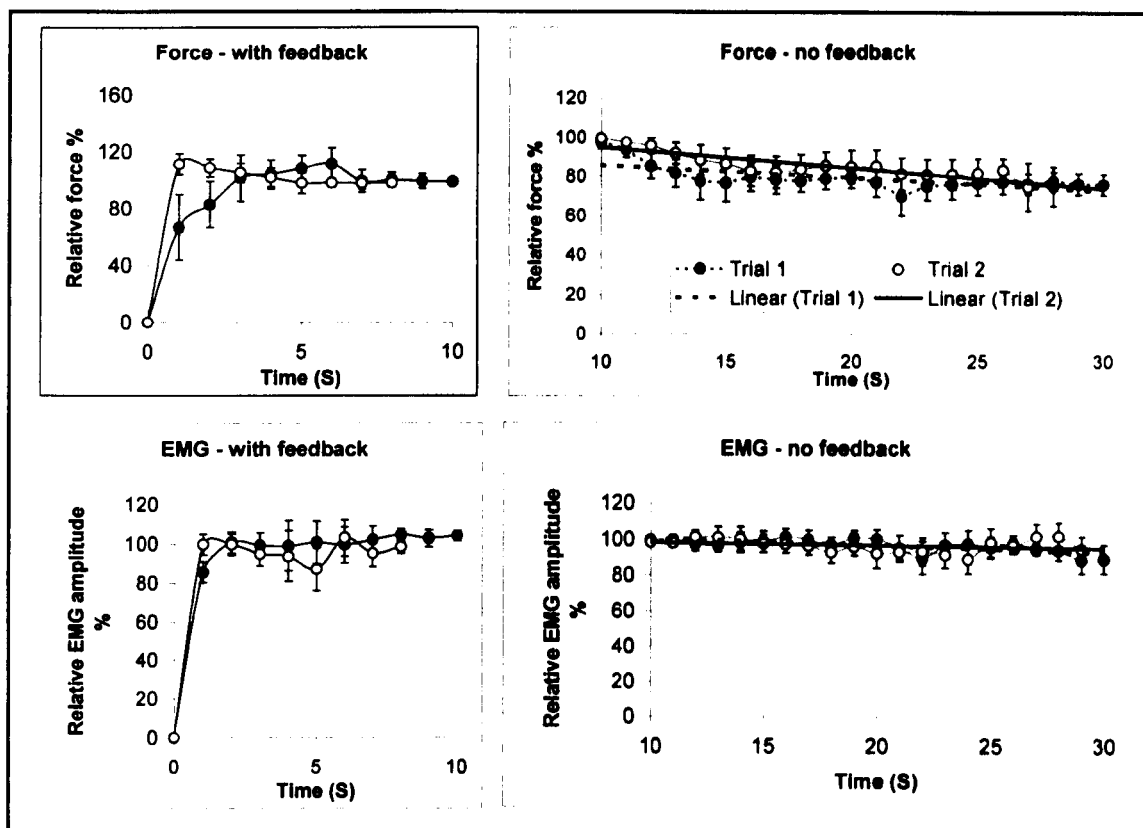 Force - with feedback
Relative force %
160
120
80
40
0
0 5 10
Time (S)
Force - no feedback
Relative force %
120
100
80
60
40
20
0
Trial 1 Trial 2
Linear (Trial 1) Linear (Trial 2)
10 15 20 25 30
Time (S)
EMG - with feedback
Relative EMG amplitude
%
120
100
80
60
40
20
0
0 5 10
Time (S)
EMG - no feedback
Relative EMG amplitude
%
120
100
80
60
40
20
0
10 15 20 25 30
Time (S)